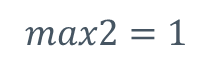 max2 = 1